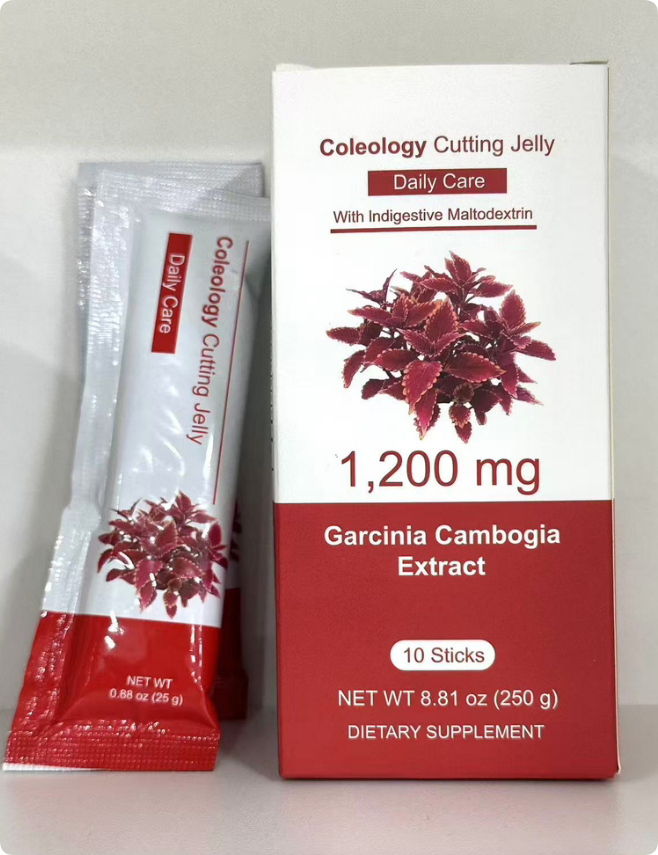 Coleology Cutting Jelly
Daily Care
With Indigestive Maltodextrin
1,200 mg
Garcinia Cambogia
Extract
10 Sticks
NET WT 8.81 oz (250 g)
DIETARY SUPPLEMENT
Coleology Cutting Jelly
Daily Care
NET WT
0.88 oz (25 g)